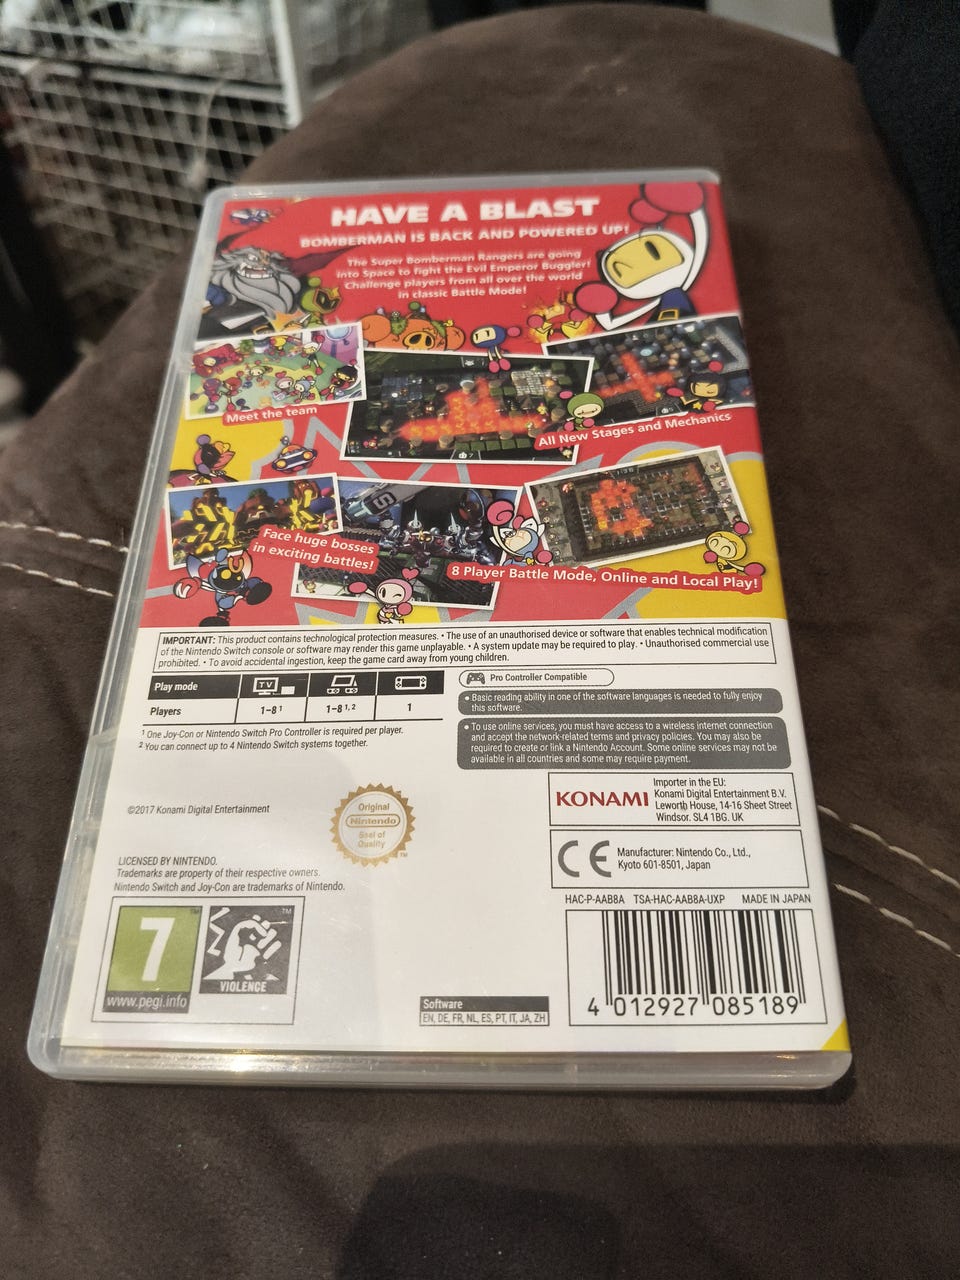 HAVE A BLAST
BOMBERMAN IS BACK AND POWERED UP!
The Super Bomberman Rangers are going
into Space to fight the Evil Emperor Buggler!
Challenge players from all over the world
in classic Battle Mode!
Meet the team
All New Stages and Mechanics
Face huge bosses
in exciting battles!
8 Player Battle Mode, Online and Local Play!
IMPORTANT: This product contains technological protection measures. • The use of an unauthorised device or software that enables technical modification
of the Nintendo Switch console or software may render this game unplayable. • A system update may be required to play. • Unauthorised commercial use
prohibited. • To avoid accidental ingestion, keep the game card away from young children.
Play mode TV
Players 1-8¹ 1-8¹,² 1
¹ One Joy-Con or Nintendo Switch Pro Controller is required per player.
² You can connect up to 4 Nintendo Switch systems together.
Pro Controller Compatible
• Basic reading ability in one of the software languages is needed to fully enjoy
this software.
• To use online services, you must have access to a wireless internet connection
and accept the network-related terms and privacy policies. You may also be
required to create or link a Nintendo Account. Some online services may not be
available in all countries and some may require payment.
©2017 Konami Digital Entertainment
Original
Nintendo
Seal of
Quality
TM
KONAMI
Importer in the EU:
Konami Digital Entertainment B.V.
Leworth House, 14-16 Sheet Street
Windsor. SL4 1BG. UK
CE
Manufacturer: Nintendo Co., Ltd.,
Kyoto 601-8501, Japan
LICENSED BY NINTENDO.
Trademarks are property of their respective owners.
Nintendo Switch and Joy-Con are trademarks of Nintendo.
HAC-P-AAB8A TSA-HAC-AAB8A-UXP MADE IN JAPAN
7 TM
www.pegi.info
TM
VIOLENCE
Software
EN, DE, FR, NL, ES, PT, IT, JA, ZH
4 012927 085189